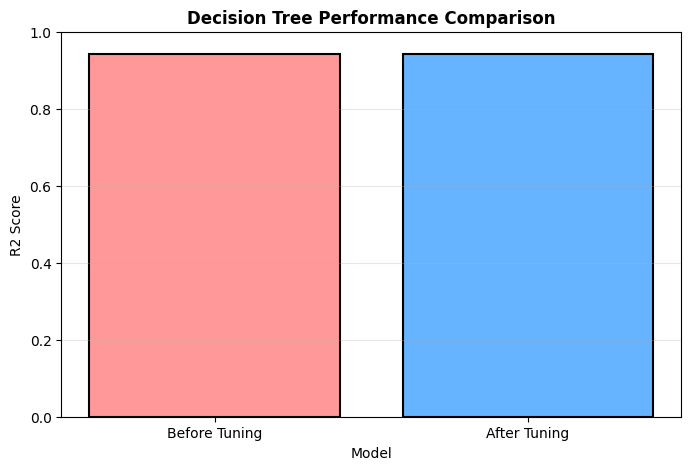 Decision Tree Performance Comparison
1.0
0.8
0.6
0.4
0.2
0.0
R2 Score
Before Tuning
After Tuning
Model